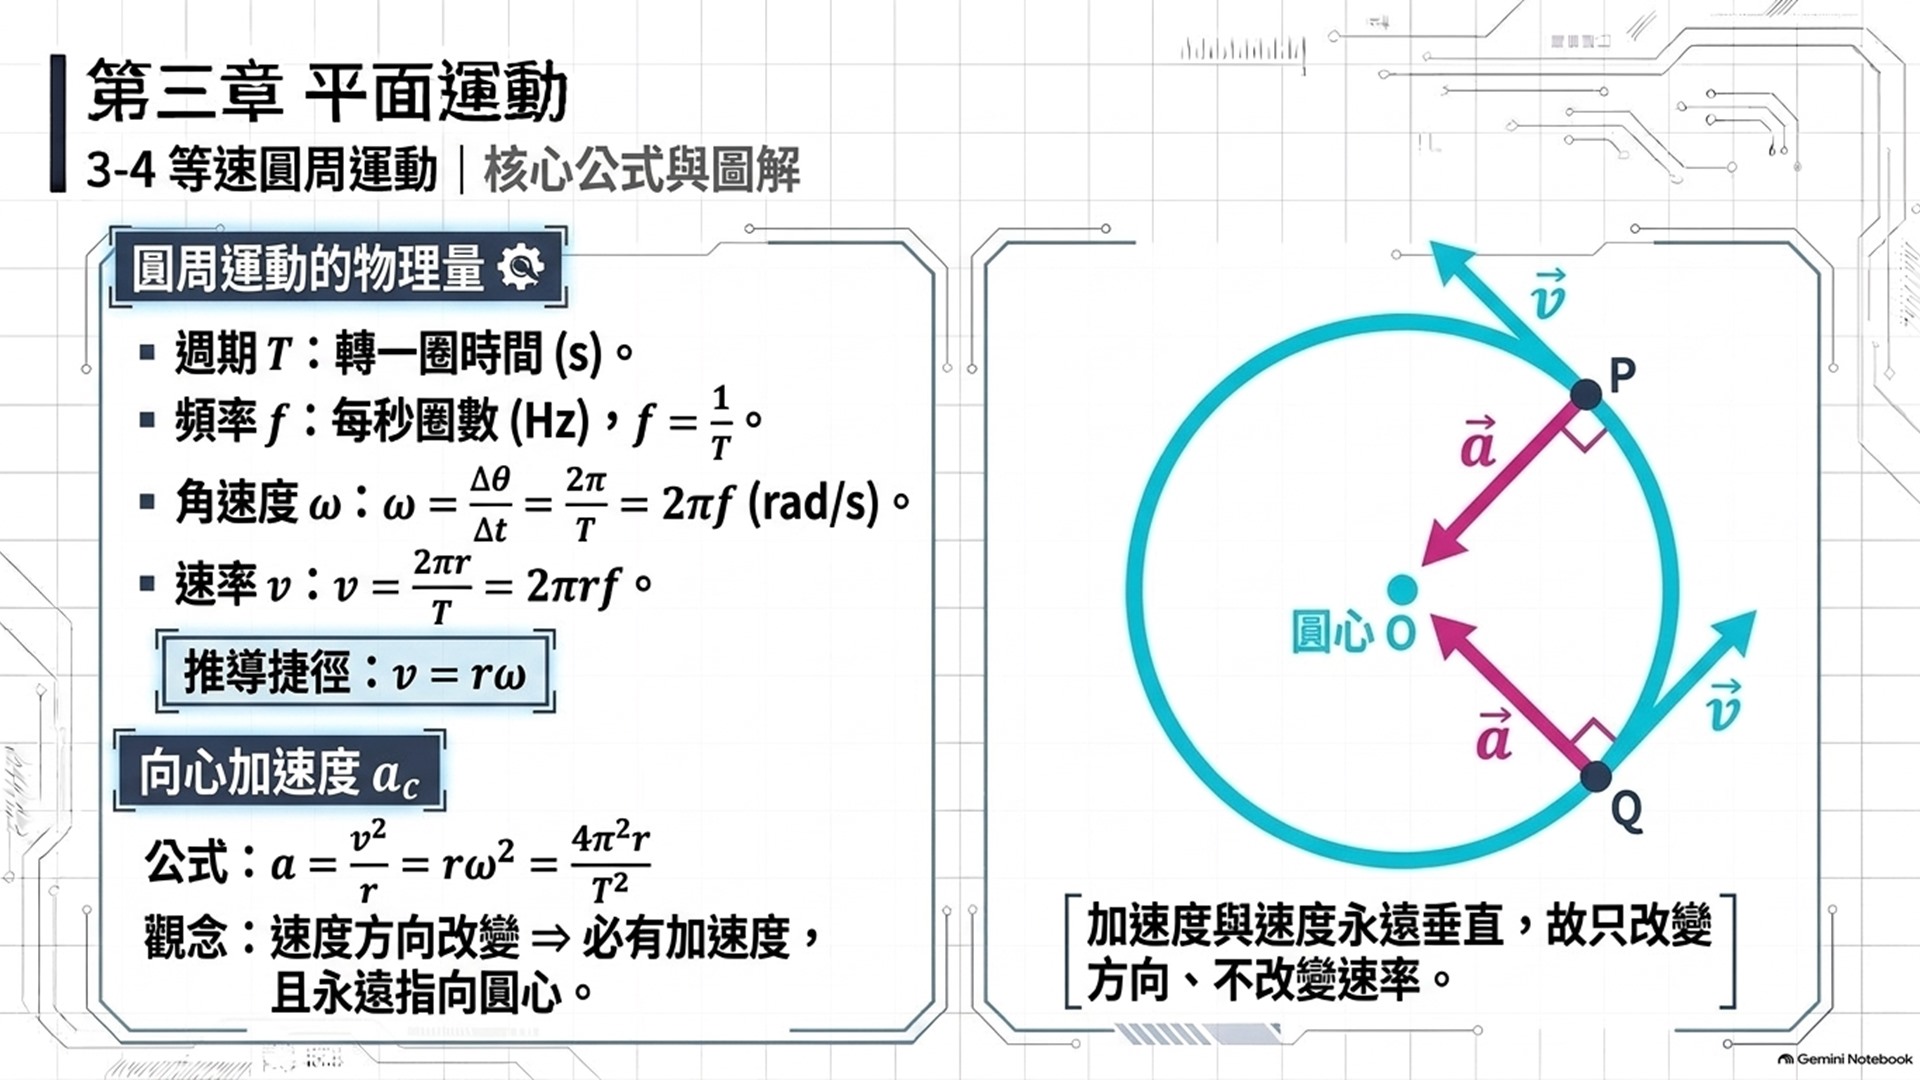 第三章 平面運動
3-4 等速圓周運動｜核心公式與圖解
圓周運動的物理量
▪ 週期 T：轉一圈時間 (s)。
▪ 頻率 f：每秒圈數 (Hz)，f = 1/T。
▪ 角速度 ω：ω = Δθ/Δt = 2π/T = 2πf (rad/s)。
▪ 速率 v：v = 2πr/T = 2πrf。
推導捷徑：v = rω
向心加速度 a_c
公式：a = v²/r = rω² = 4π²r/T²
觀念：速度方向改變 ⇒ 必有加速度，
且永遠指向圓心。
v⃗
P
a⃗
圓心 O
v⃗
a⃗
Q
加速度與速度永遠垂直，故只改變
方向、不改變速率。
Gemini Notebook